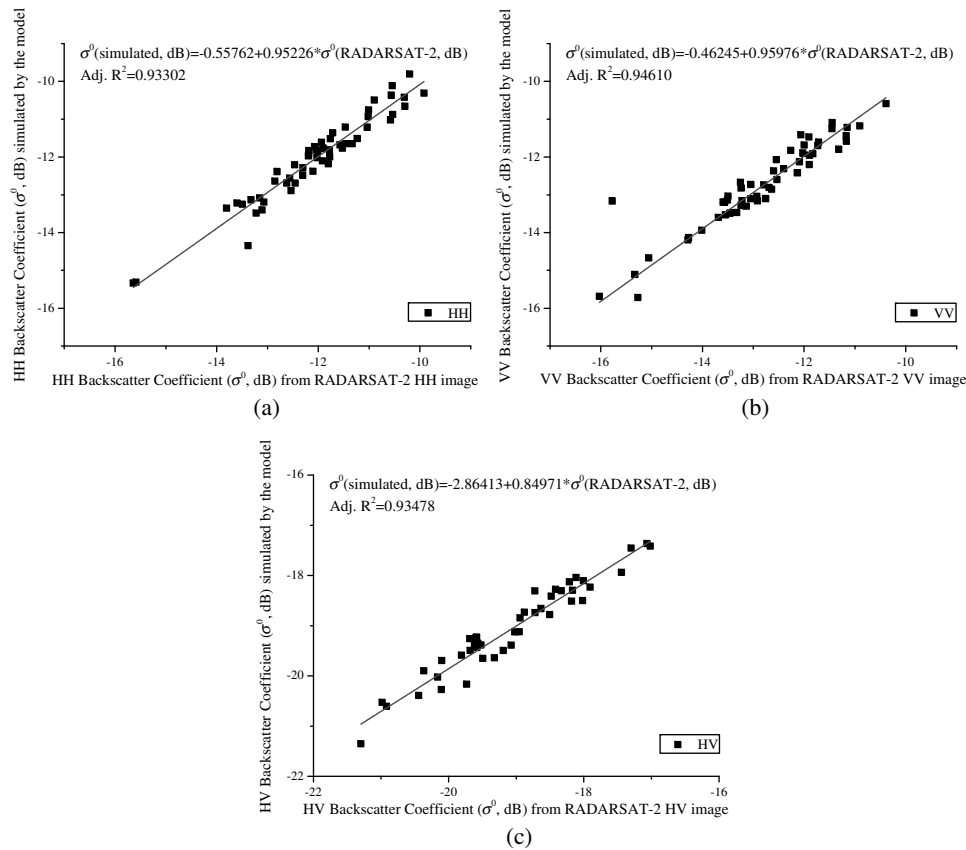 σ⁰(simulated, dB)=-0.55762+0.95226*σ⁰(RADARSAT-2, dB)
Adj. R²=0.93302
-10
-12
-14
-16
HH
-16
-14
-12
-10
HH Backscatter Coefficient (σ⁰, dB) simulated by the model
HH Backscatter Coefficient (σ⁰, dB) from RADARSAT-2 HH image
(a)
σ⁰(simulated, dB)=-0.46245+0.95976*σ⁰(RADARSAT-2, dB)
Adj. R²=0.94610
-10
-12
-14
-16
VV
-16
-14
-12
-10
VV Backscatter Coefficient (σ⁰, dB) simulated by the model
VV Backscatter Coefficient (σ⁰, dB) from RADARSAT-2 VV image
(b)
-16
σ⁰(simulated, dB)=-2.86413+0.84971*σ⁰(RADARSAT-2, dB)
Adj. R²=0.93478
-18
-20
-22
HV
-22
-20
-18
-16
HV Backscatter Coefficient (σ⁰, dB) simulated by the model
HV Backscatter Coefficient (σ⁰, dB) from RADARSAT-2 HV image
(c)